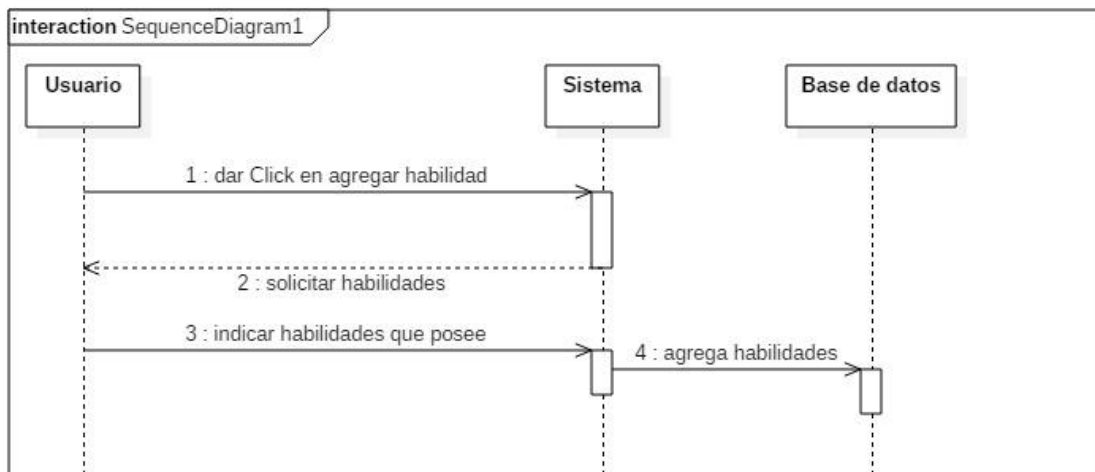 interaction SequenceDiagram1
Usuario
Sistema
Base de datos
1 : dar Click en agregar habilidad
2 : solicitar habilidades
3 : indicar habilidades que posee
4 : agrega habilidades